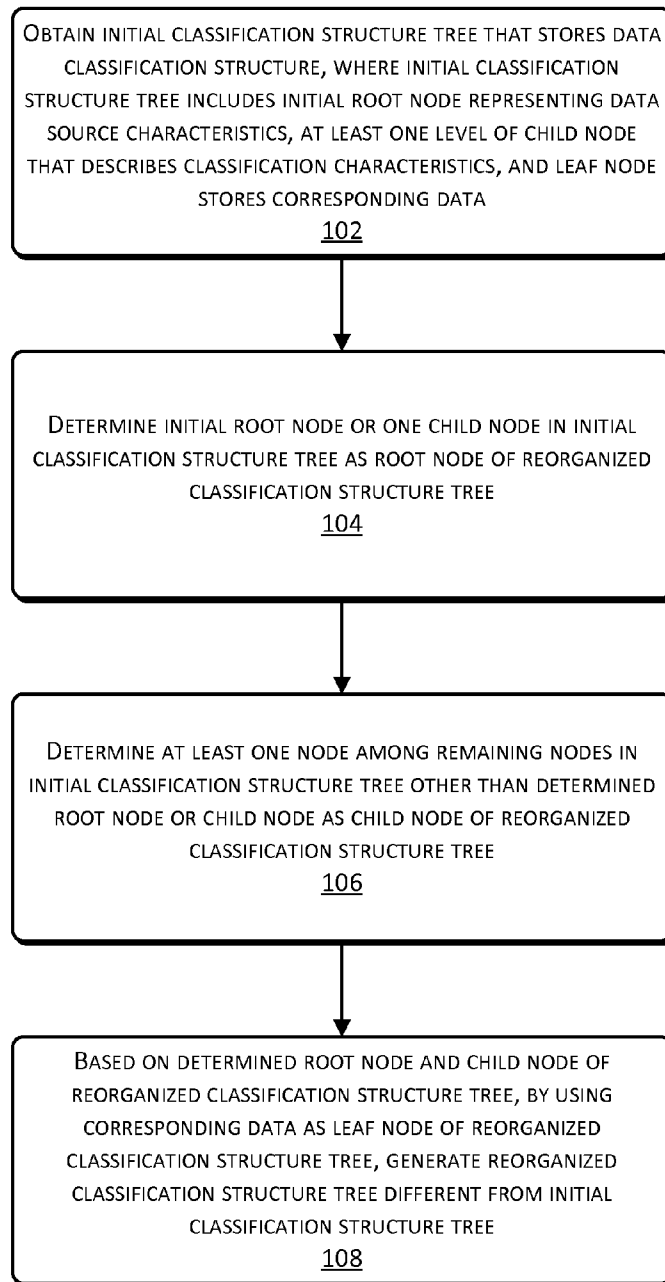 OBTAIN INITIAL CLASSIFICATION STRUCTURE TREE THAT STORES DATA
CLASSIFICATION STRUCTURE, WHERE INITIAL CLASSIFICATION
STRUCTURE TREE INCLUDES INITIAL ROOT NODE REPRESENTING DATA
SOURCE CHARACTERISTICS, AT LEAST ONE LEVEL OF CHILD NODE
THAT DESCRIBES CLASSIFICATION CHARACTERISTICS, AND LEAF NODE
STORES CORRESPONDING DATA
102
DETERMINE INITIAL ROOT NODE OR ONE CHILD NODE IN INITIAL
CLASSIFICATION STRUCTURE TREE AS ROOT NODE OF REORGANIZED
CLASSIFICATION STRUCTURE TREE
104
DETERMINE AT LEAST ONE NODE AMONG REMAINING NODES IN
INITIAL CLASSIFICATION STRUCTURE TREE OTHER THAN DETERMINED
ROOT NODE OR CHILD NODE AS CHILD NODE OF REORGANIZED
CLASSIFICATION STRUCTURE TREE
106
BASED ON DETERMINED ROOT NODE AND CHILD NODE OF
REORGANIZED CLASSIFICATION STRUCTURE TREE, BY USING
CORRESPONDING DATA AS LEAF NODE OF REORGANIZED
CLASSIFICATION STRUCTURE TREE, GENERATE REORGANIZED
CLASSIFICATION STRUCTURE TREE DIFFERENT FROM INITIAL
CLASSIFICATION STRUCTURE TREE
108